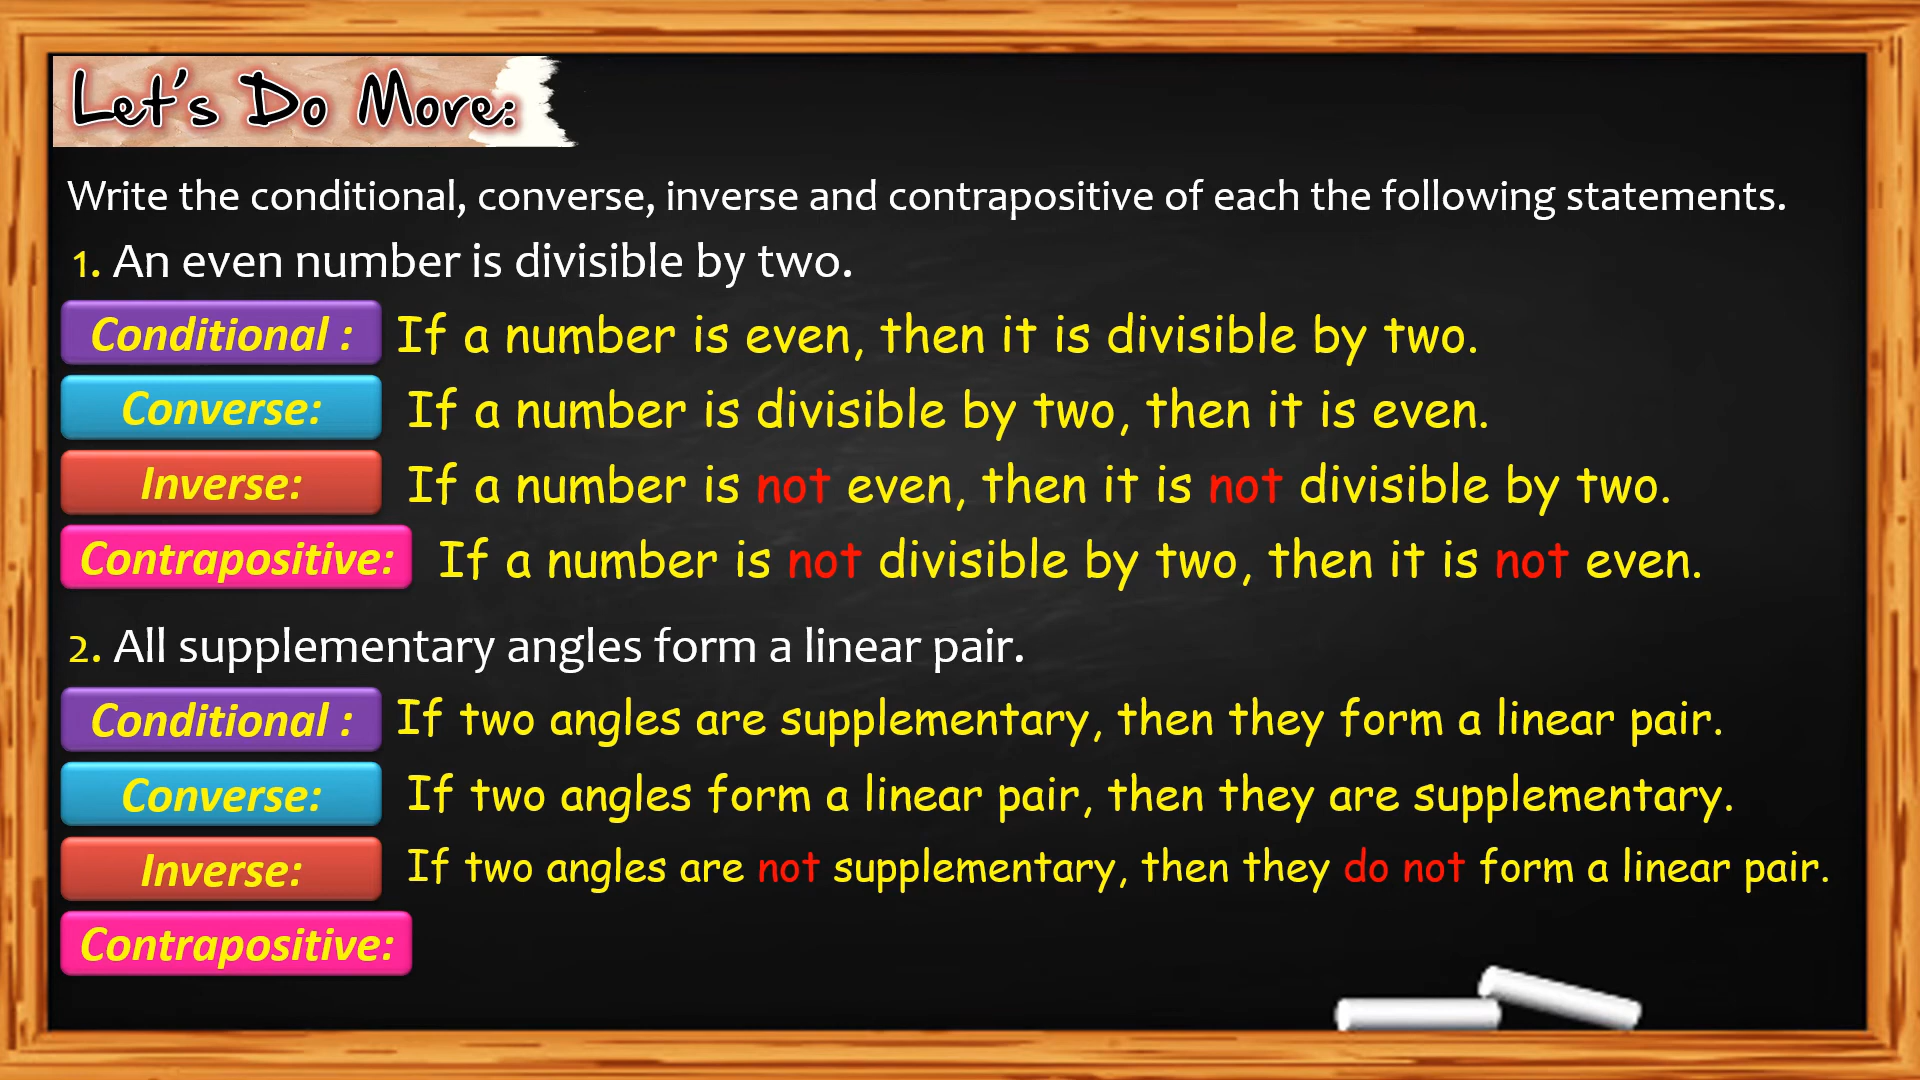 Let's Do More:
Write the conditional, converse, inverse and contrapositive of each the following statements.
1. An even number is divisible by two.
Conditional : If a number is even, then it is divisible by two.
Converse: If a number is divisible by two, then it is even.
Inverse: If a number is not even, then it is not divisible by two.
Contrapositive: If a number is not divisible by two, then it is not even.
2. All supplementary angles form a linear pair.
Conditional : If two angles are supplementary, then they form a linear pair.
Converse: If two angles form a linear pair, then they are supplementary.
Inverse: If two angles are not supplementary, then they do not form a linear pair.
Contrapositive: